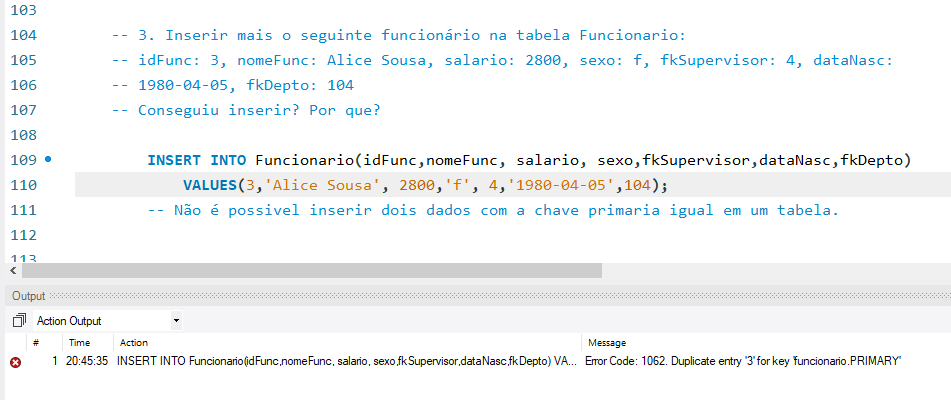 103
104 -- 3. Inserir mais o seguinte funcionário na tabela Funcionario:
105 -- idFunc: 3, nomeFunc: Alice Sousa, salario: 2800, sexo: f, fkSupervisor: 4, dataNasc:
106 -- 1980-04-05, fkDepto: 104
107 -- Conseguiu inserir? Por que?
108
109 INSERT INTO Funcionario(idFunc,nomeFunc, salario, sexo,fkSupervisor,dataNasc,fkDepto)
110 VALUES(3,'Alice Sousa', 2800,'f', 4,'1980-04-05',104);
111 -- Não é possivel inserir dois dados com a chave primaria igual em um tabela.
112
113
Output
Action Output
# Time Action Message
1 20:45:35 INSERT INTO Funcionario(idFunc,nomeFunc, salario, sexo,fkSupervisor,dataNasc,fkDepto) VA... Error Code: 1062. Duplicate entry '3' for key 'funcionario.PRIMARY'